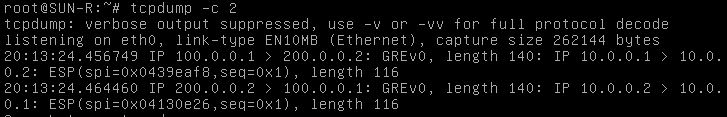 root@SUN-R:~# tcpdump -c 2
tcpdump: verbose output suppressed, use -v or -vv for full protocol decode
listening on eth0, link-type EN10MB (Ethernet), capture size 262144 bytes
20:13:24.456749 IP 100.0.0.1 > 200.0.0.2: GREv0, length 140: IP 10.0.0.1 > 10.0.
0.2: ESP(spi=0x0439eaf8,seq=0x1), length 116
20:13:24.464460 IP 200.0.0.2 > 100.0.0.1: GREv0, length 140: IP 10.0.0.2 > 10.0.
0.1: ESP(spi=0x04130e26,seq=0x1), length 116